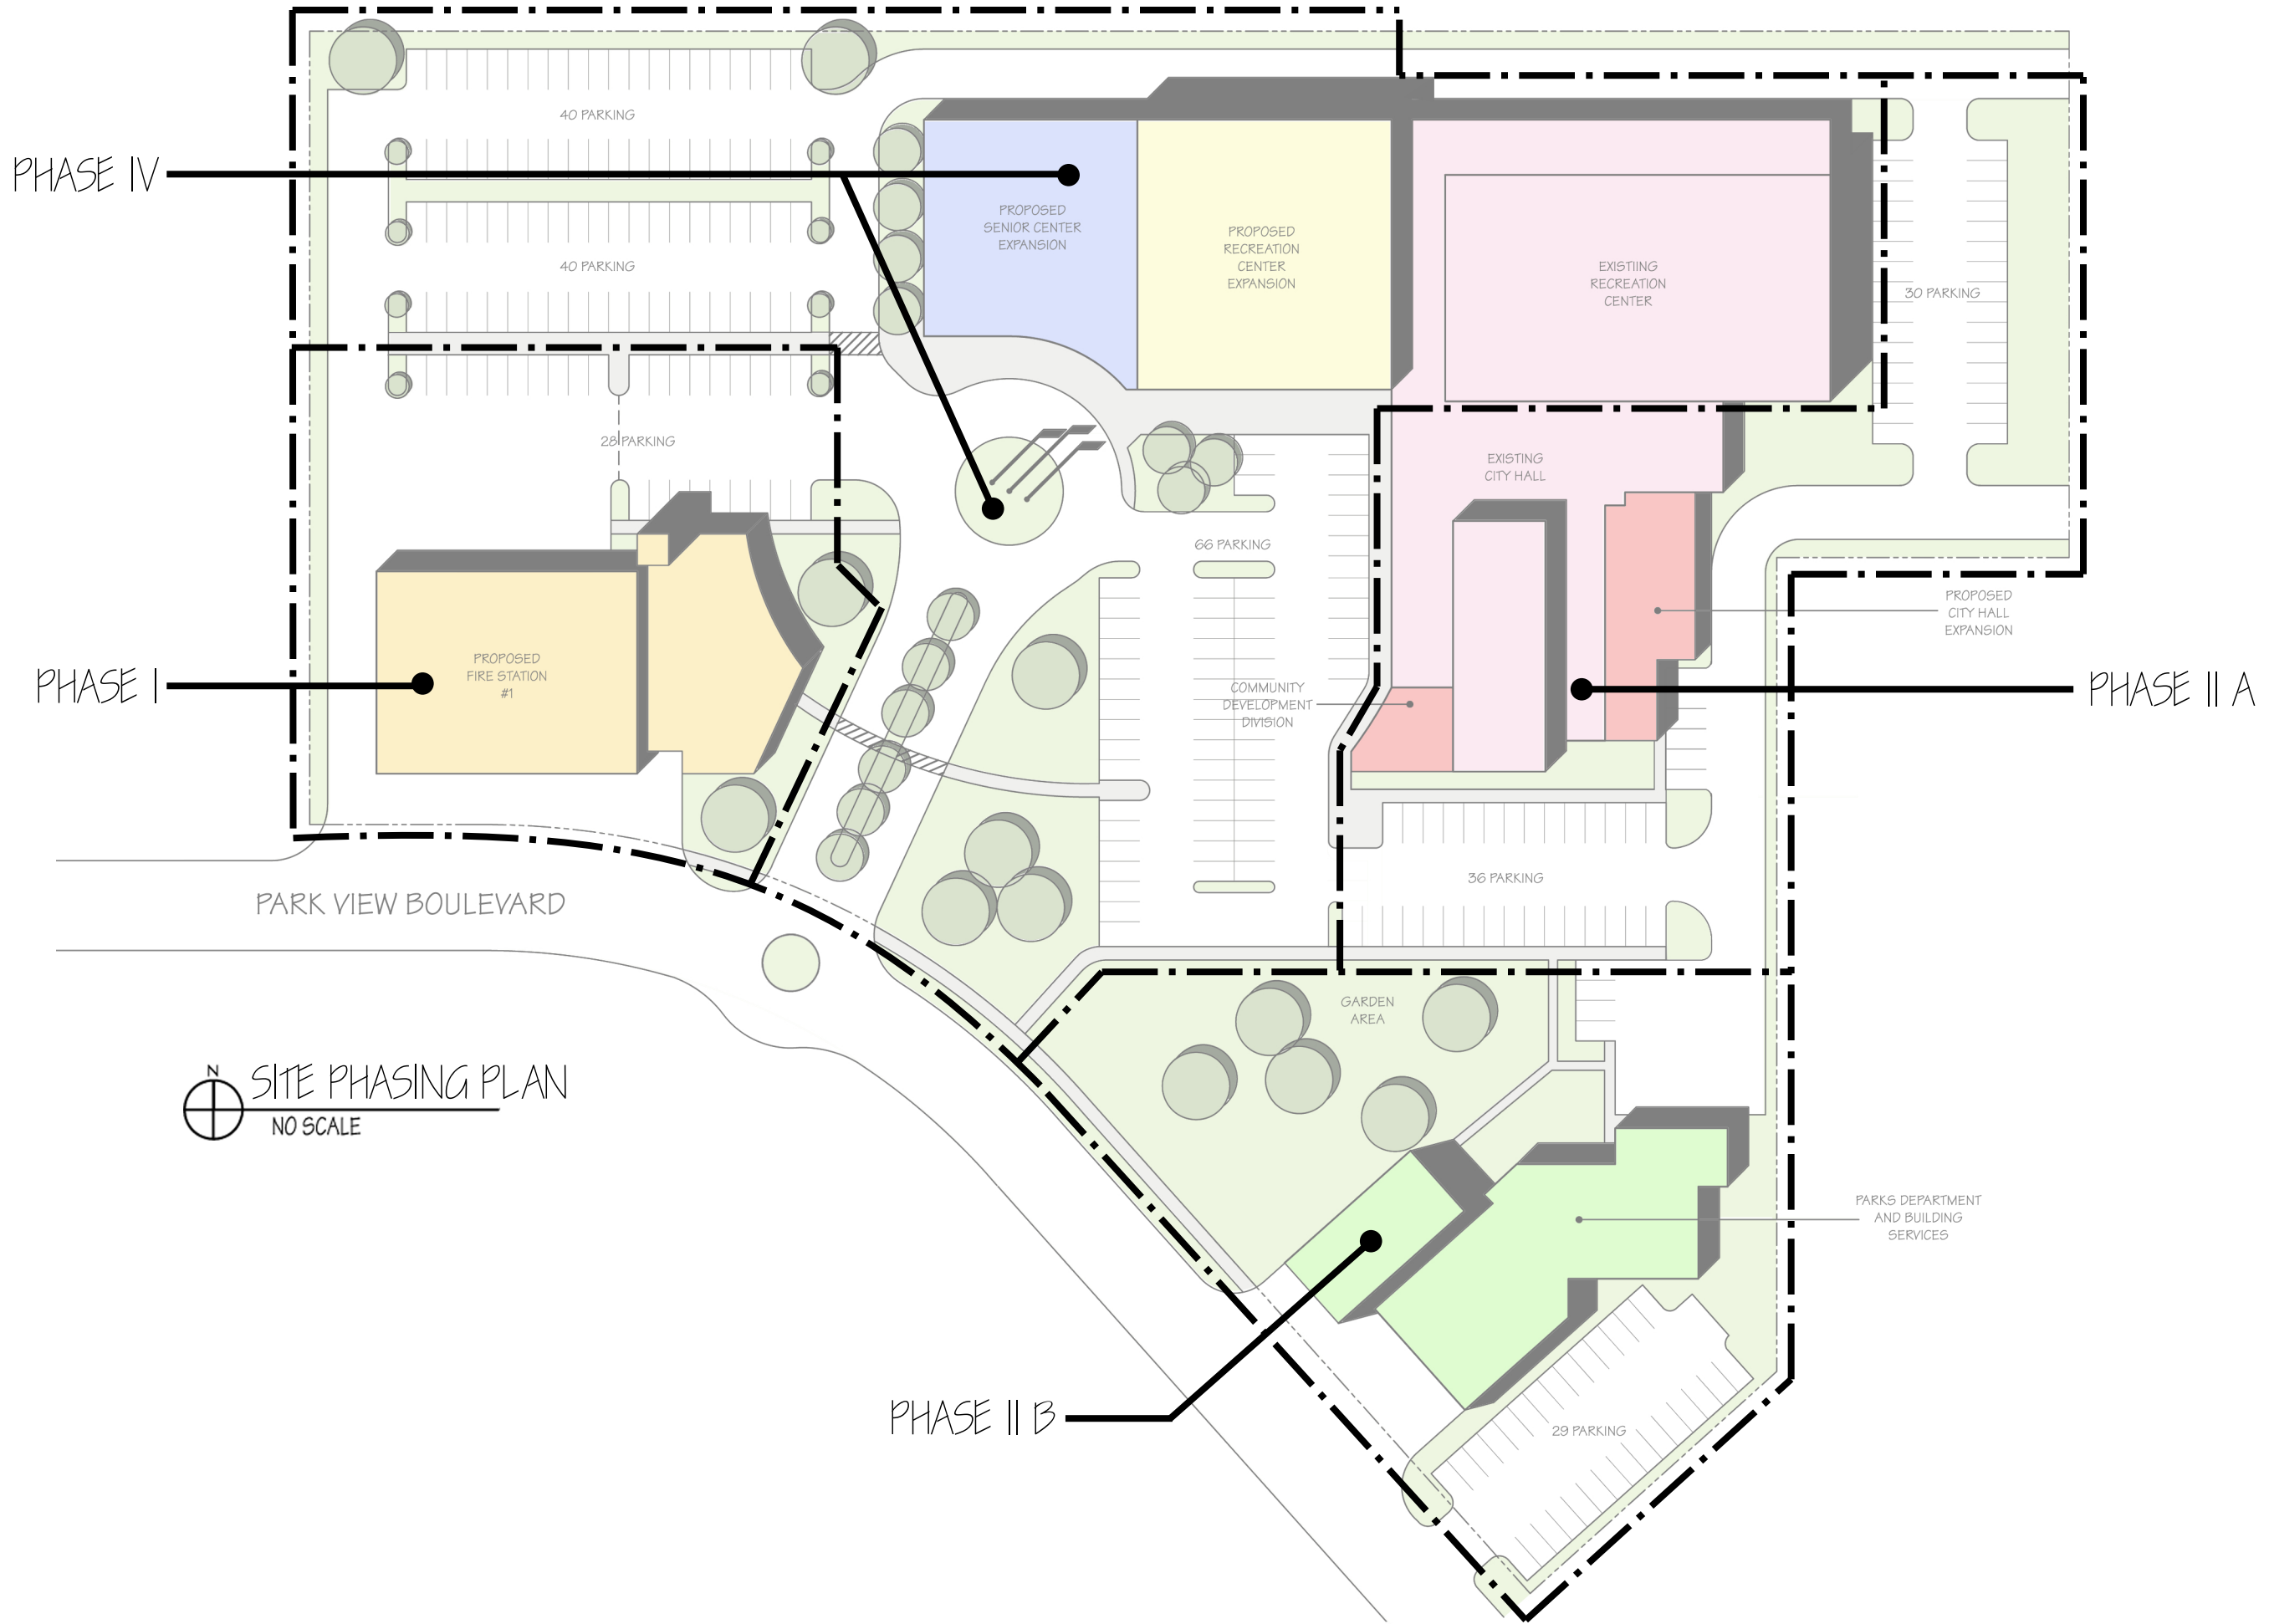 40 PARKING
PHASE IV
PROPOSED
SENIOR CENTER
EXPANSION
PROPOSED
RECREATION
CENTER
EXPANSION
EXISTIING
RECREATION
CENTER
30 PARKING
40 PARKING
28 PARKING
EXISTING
CITY HALL
66 PARKING
PROPOSED
CITY HALL
EXPANSION
PHASE I
PROPOSED
FIRE STATION
#1
COMMUNITY
DEVELOPMENT
DIVISION
PHASE II A
36 PARKING
PARK VIEW BOULEVARD
GARDEN
AREA
N
SITE PHASING PLAN
NO SCALE
PARKS DEPARTMENT
AND BUILDING
SERVICES
PHASE II B
29 PARKING